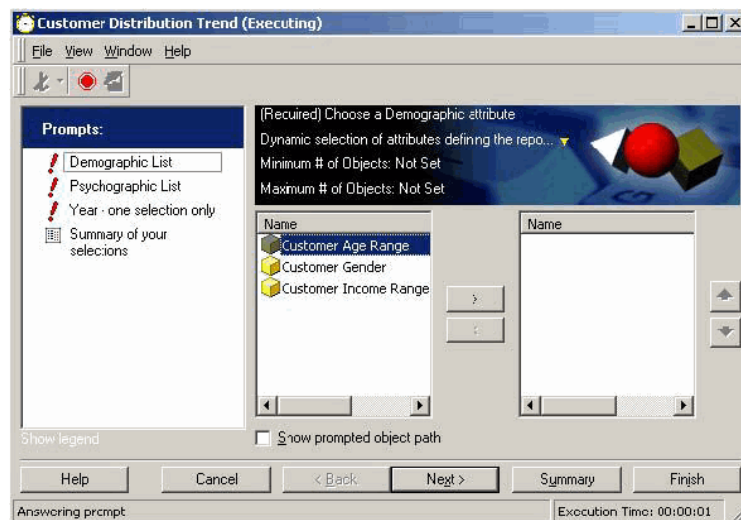 Customer Distribution Trend (Executing)
File View Window Help
Prompts:
Demographic List
Psychographic List
Year - one selection only
Summary of your
selections
Show legend
(Required) Choose a Demographic attribute
Dynamic selection of attributes defining the repo...
Minimum # of Objects: Not Set
Maximum # of Objects: Not Set
Name
Customer Age Range
Customer Gender
Customer Income Range
>
<
Name
Show prompted object path
Help
Cancel
< Back
Next >
Summary
Finish
Answering prompt
Execution Time: 00:00:01